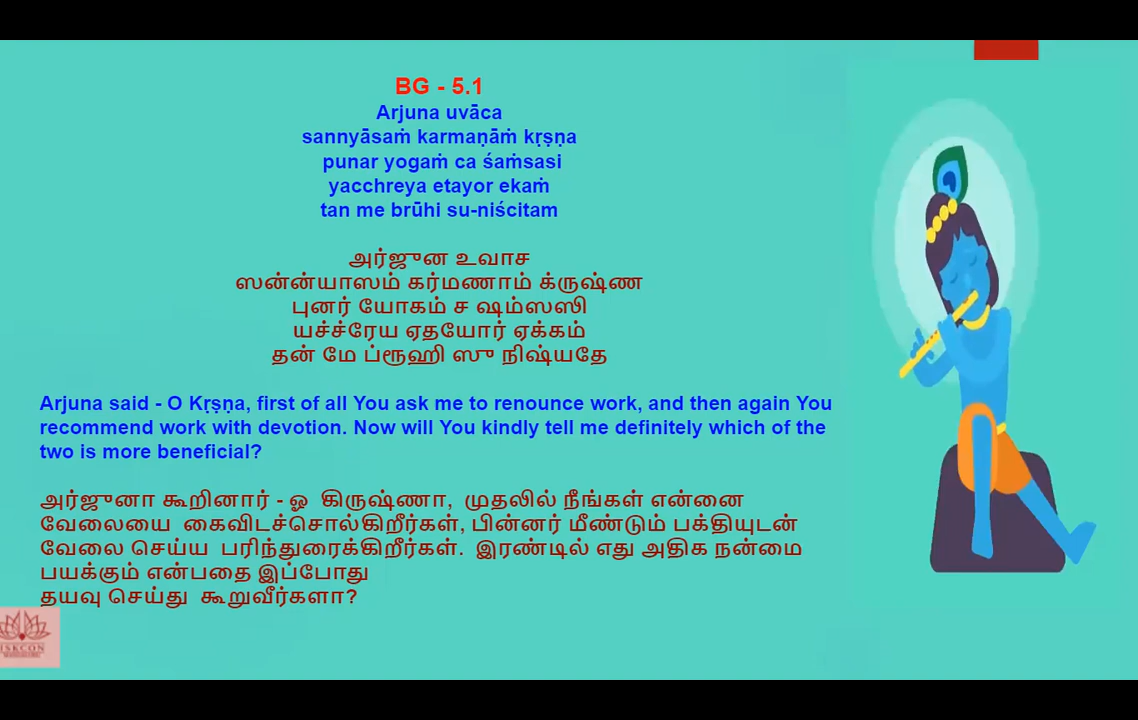 BG - 5.1
Arjuna uvāca
sannyāsaṁ karmaṇāṁ kṛṣṇa
punar yogaṁ ca śaṁsasi
yacchreya etayor ekaṁ
tan me brūhi su-niścitam
அர்ஜுன உவாச
ஸன்ன்யாஸம் கர்மணாம் க்ருஷ்ண
புனர் யோகம் ச ஷம்ஸஸி
யச்ச்ரேய ஏதயோர் ஏக்கம்
தன் மே ப்ரூஹி ஸு நிஷ்யதே
Arjuna said - O Kṛṣṇa, first of all You ask me to renounce work, and then again You
recommend work with devotion. Now will You kindly tell me definitely which of the
two is more beneficial?
அர்ஜுனா கூறினார் - ஓ கிருஷ்ணா, முதலில் நீங்கள் என்னை
வேலையை கைவிடச்சொல்கிறீர்கள், பின்னர் மீண்டும் பக்தியுடன்
வேலை செய்ய பரிந்துரைக்கிறீர்கள். இரண்டில் எது அதிக நன்மை
பயக்கும் என்பதை இப்போது
தயவு செய்து கூறுவீர்களா?
ISKCON